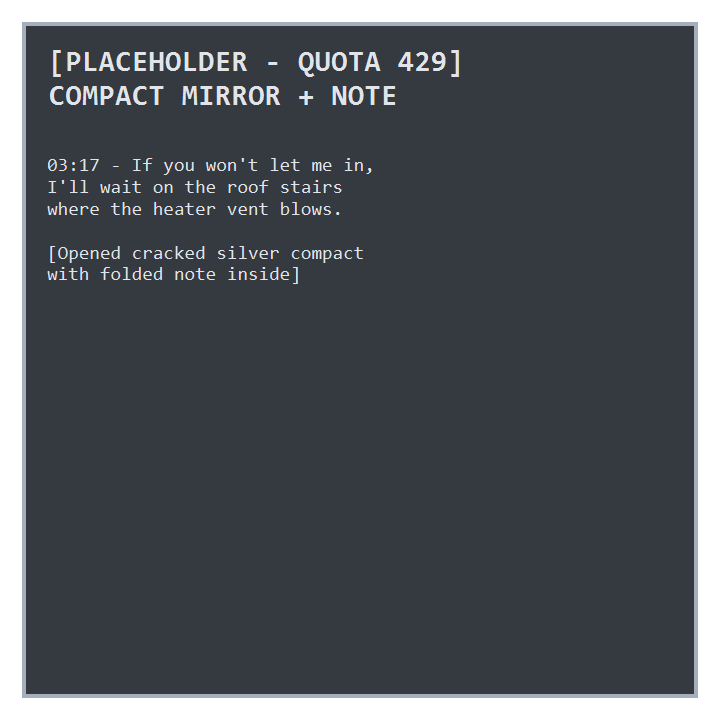 [PLACEHOLDER - QUOTA 429]
COMPACT MIRROR + NOTE
03:17 - If you won't let me in,
I'll wait on the roof stairs
where the heater vent blows.
[Opened cracked silver compact
with folded note inside]